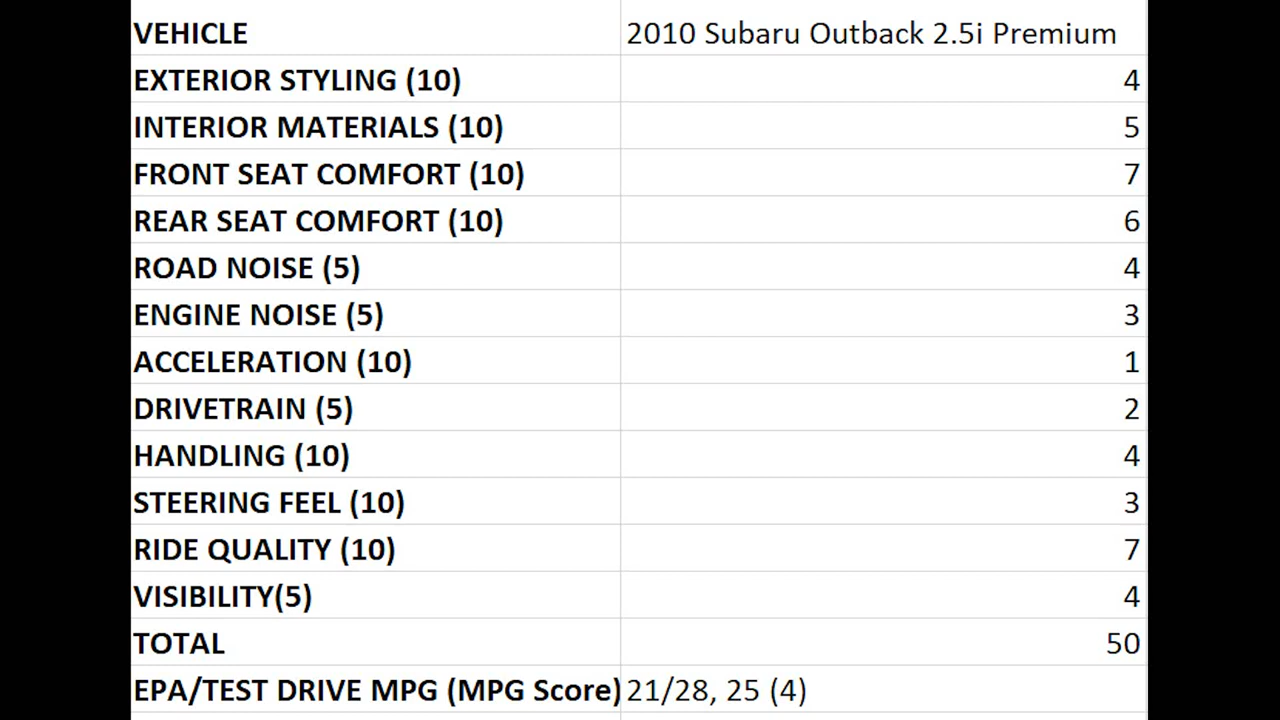 VEHICLE 2010 Subaru Outback 2.5i Premium
EXTERIOR STYLING (10) 4
INTERIOR MATERIALS (10) 5
FRONT SEAT COMFORT (10) 7
REAR SEAT COMFORT (10) 6
ROAD NOISE (5) 4
ENGINE NOISE (5) 3
ACCELERATION (10) 1
DRIVETRAIN (5) 2
HANDLING (10) 4
STEERING FEEL (10) 3
RIDE QUALITY (10) 7
VISIBILITY(5) 4
TOTAL 50
EPA/TEST DRIVE MPG (MPG Score) 21/28, 25 (4)